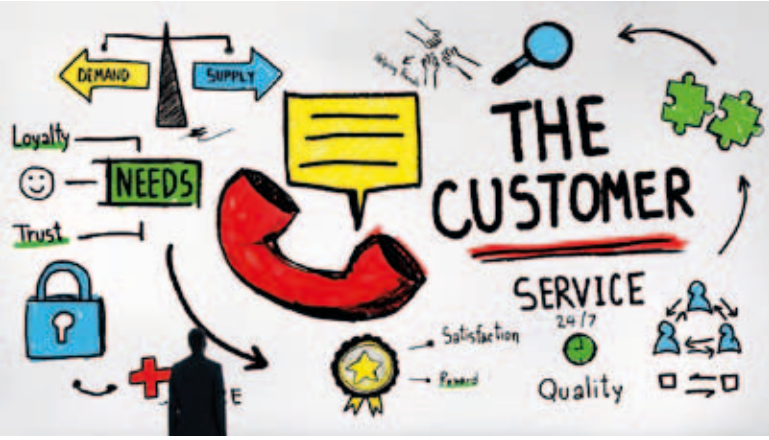 DEMAND
SUPPLY
Loyalty
NEEDS
Trust
THE
CUSTOMER
SERVICE
24/7
Quality
Satisfaction
Reward